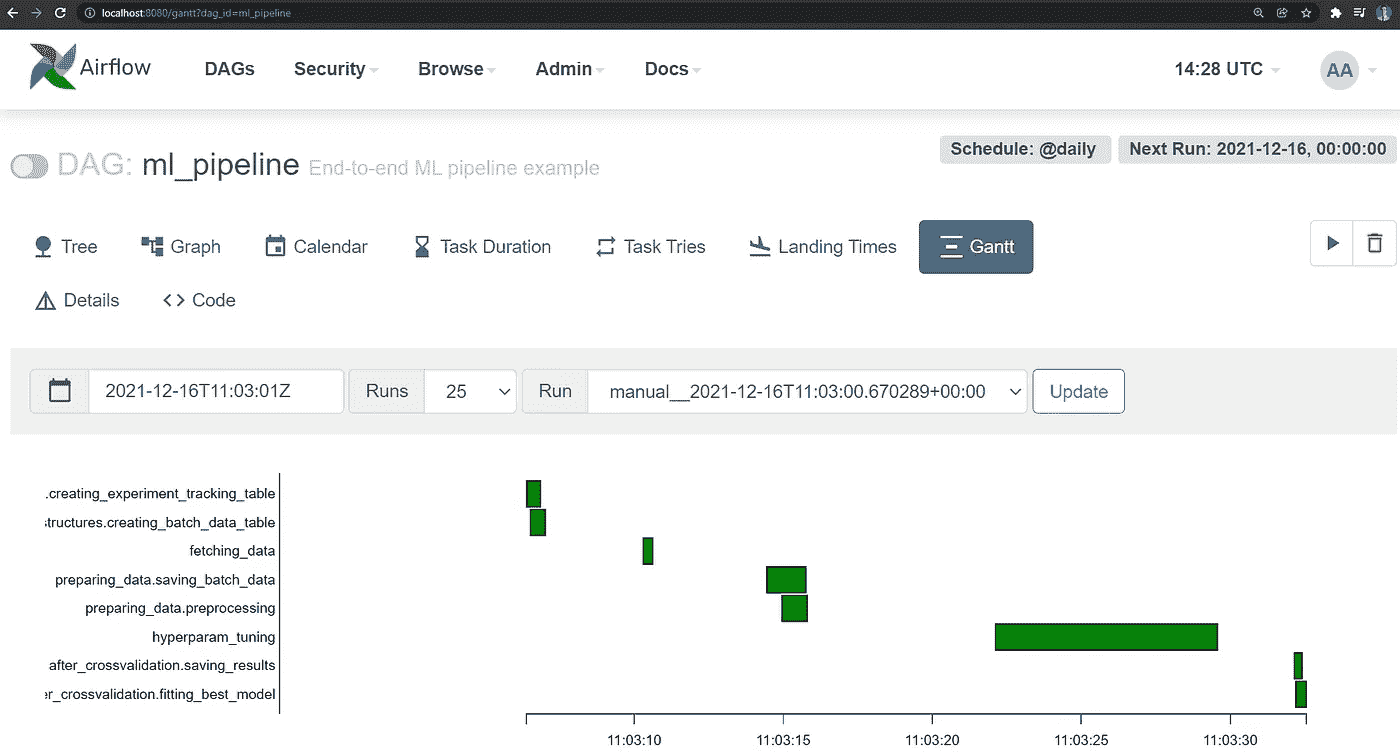 localhost:8080/gantt?dag_id=ml_pipeline
Airflow DAGs Security Browse Admin Docs 14:28 UTC AA
Schedule: @daily Next Run: 2021-12-16, 00:00:00
DAG: ml_pipeline End-to-end ML pipeline example
Tree Graph Calendar Task Duration Task Tries Landing Times Gantt
Details <> Code
2021-12-16T11:03:01Z Runs 25 Run manual__2021-12-16T11:03:00.670289+00:00 Update
.creating_experiment_tracking_table
structures.creating_batch_data_table
fetching_data
preparing_data.saving_batch_data
preparing_data.preprocessing
hyperparam_tuning
after_crossvalidation.saving_results
er_crossvalidation.fitting_best_model
11:03:10 11:03:15 11:03:20 11:03:25 11:03:30